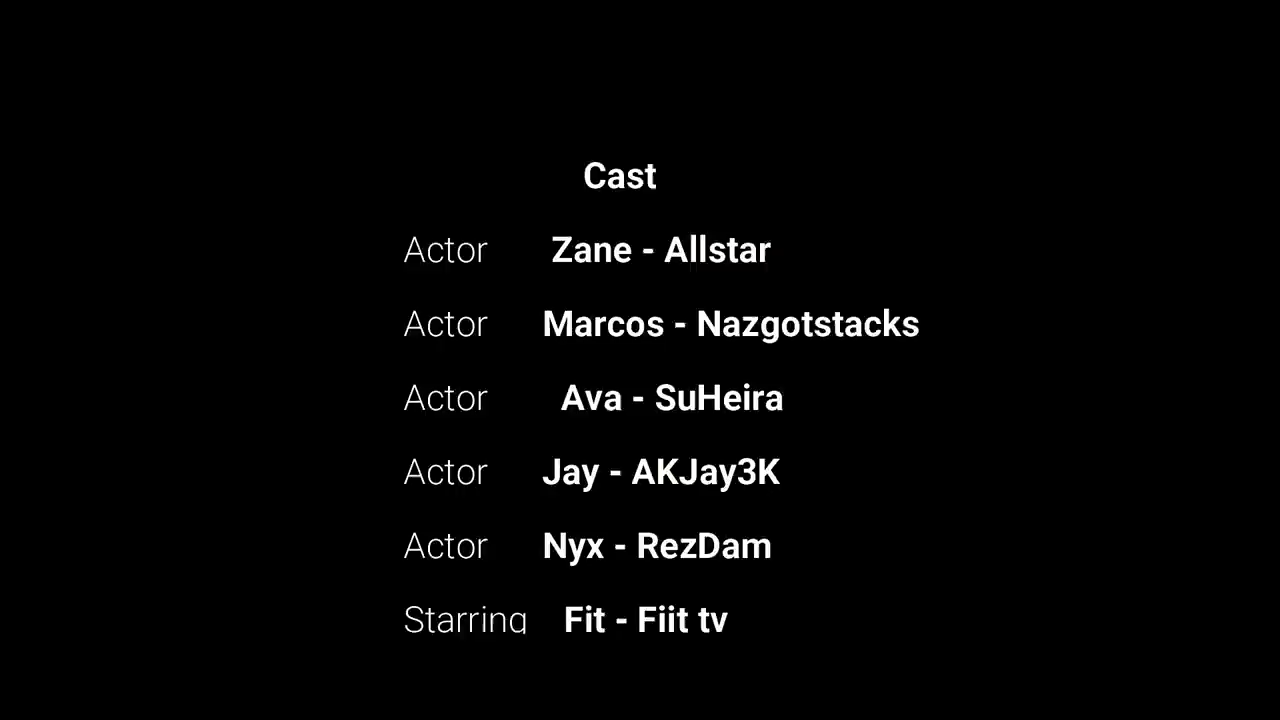 Cast
Actor Zane - Allstar
Actor Marcos - Nazgotstacks
Actor Ava - SuHeira
Actor Jay - AKJay3K
Actor Nyx - RezDam
Starring Fit - Fiit tv